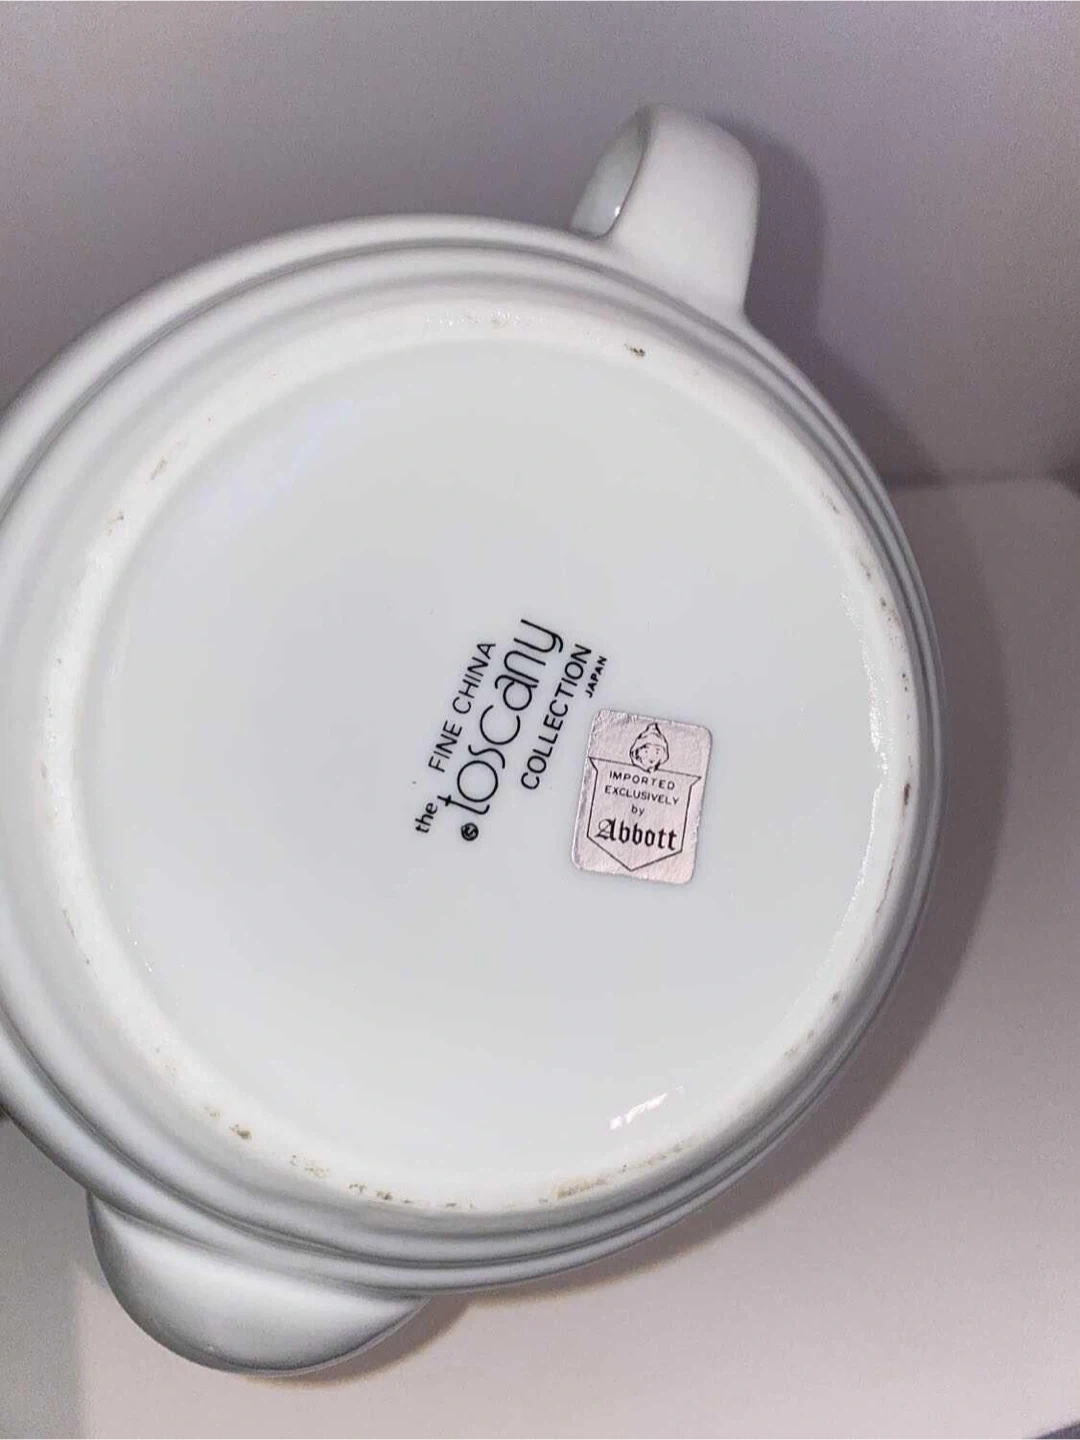 the FINE CHINA
© toscany
COLLECTION
JAPAN
IMPORTED
EXCLUSIVELY
by
Abbott